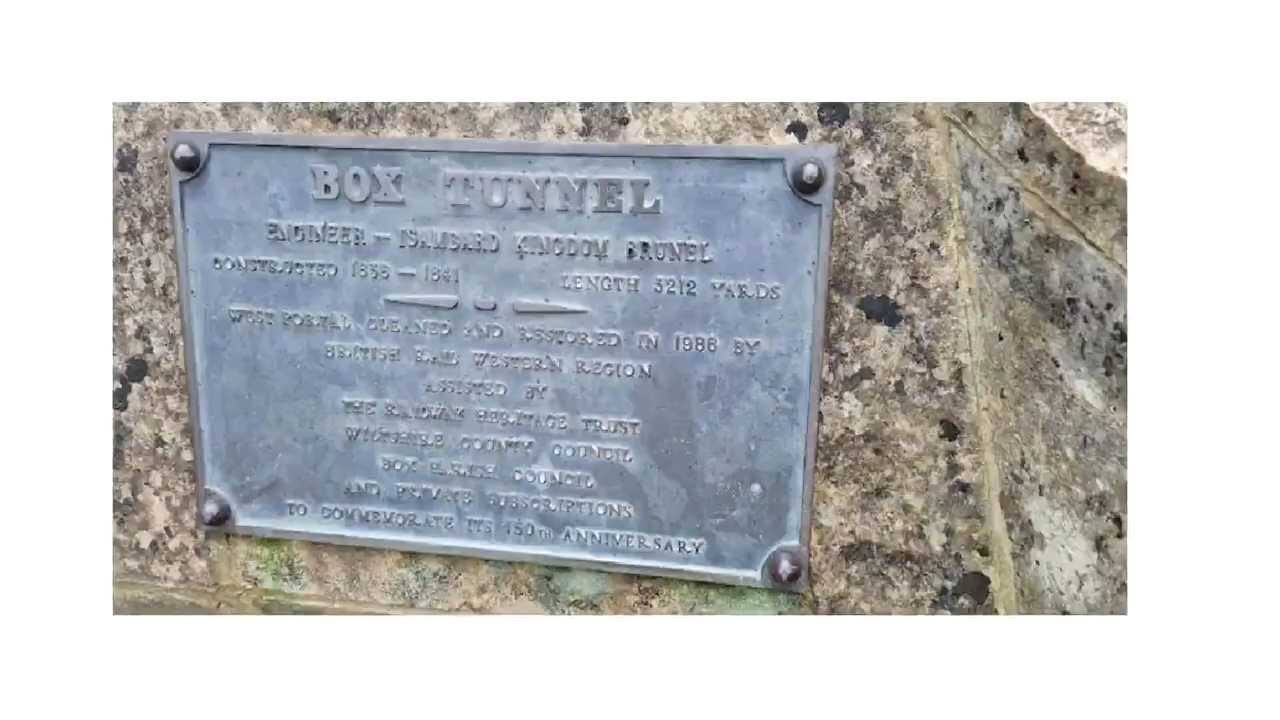 BOX TUNNEL
ENGINEER – ISAMBARD KINGDOM BRUNEL
CONSTRUCTED 1836 – 1841 LENGTH 3212 YARDS
WEST PORTAL CLEANED AND RESTORED IN 1986 BY
BRITISH RAIL WESTERN REGION
ASSISTED BY
THE RAILWAY HERITAGE TRUST
WILTSHIRE COUNTY COUNCIL
BOX PARISH COUNCIL
AND PRIVATE SUBSCRIPTIONS
TO COMMEMORATE ITS 150TH ANNIVERSARY